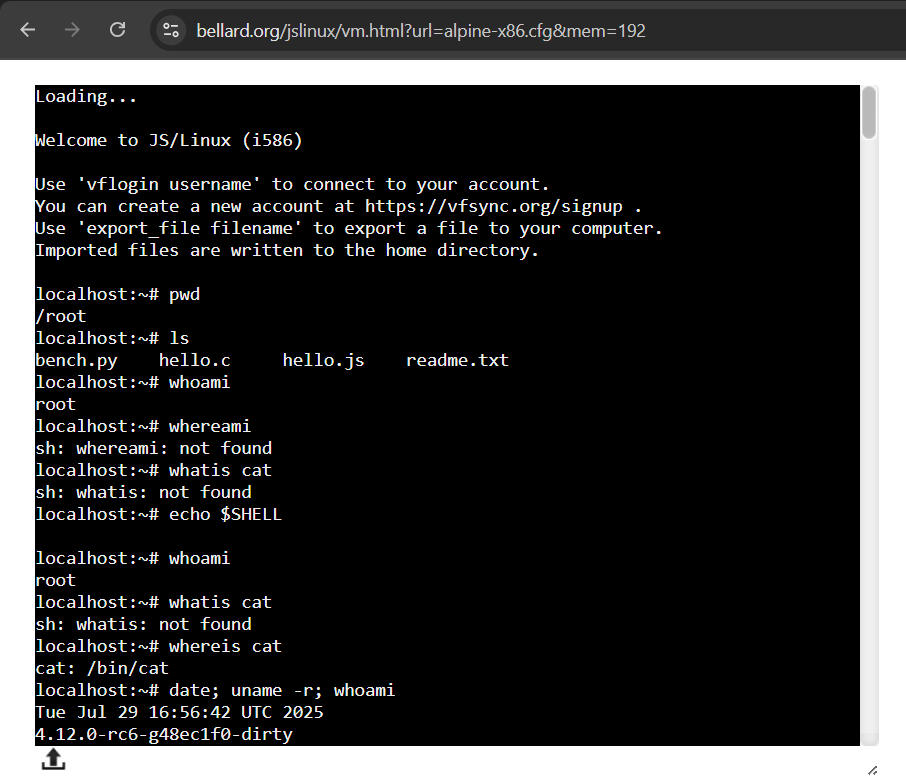 bellard.org/jslinux/vm.html?url=alpine-x86.cfg&mem=192
Loading...
Welcome to JS/Linux (i586)
Use 'vflogin username' to connect to your account.
You can create a new account at https://vfsync.org/signup .
Use 'export_file filename' to export a file to your computer.
Imported files are written to the home directory.
localhost:~# pwd
/root
localhost:~# ls
bench.py    hello.c     hello.js    readme.txt
localhost:~# whoami
root
localhost:~# whereami
sh: whereami: not found
localhost:~# whatis cat
sh: whatis: not found
localhost:~# echo $SHELL
localhost:~# whoami
root
localhost:~# whatis cat
sh: whatis: not found
localhost:~# whereis cat
cat: /bin/cat
localhost:~# date; uname -r; whoami
Tue Jul 29 16:56:42 UTC 2025
4.12.0-rc6-g48ec1f0-dirty